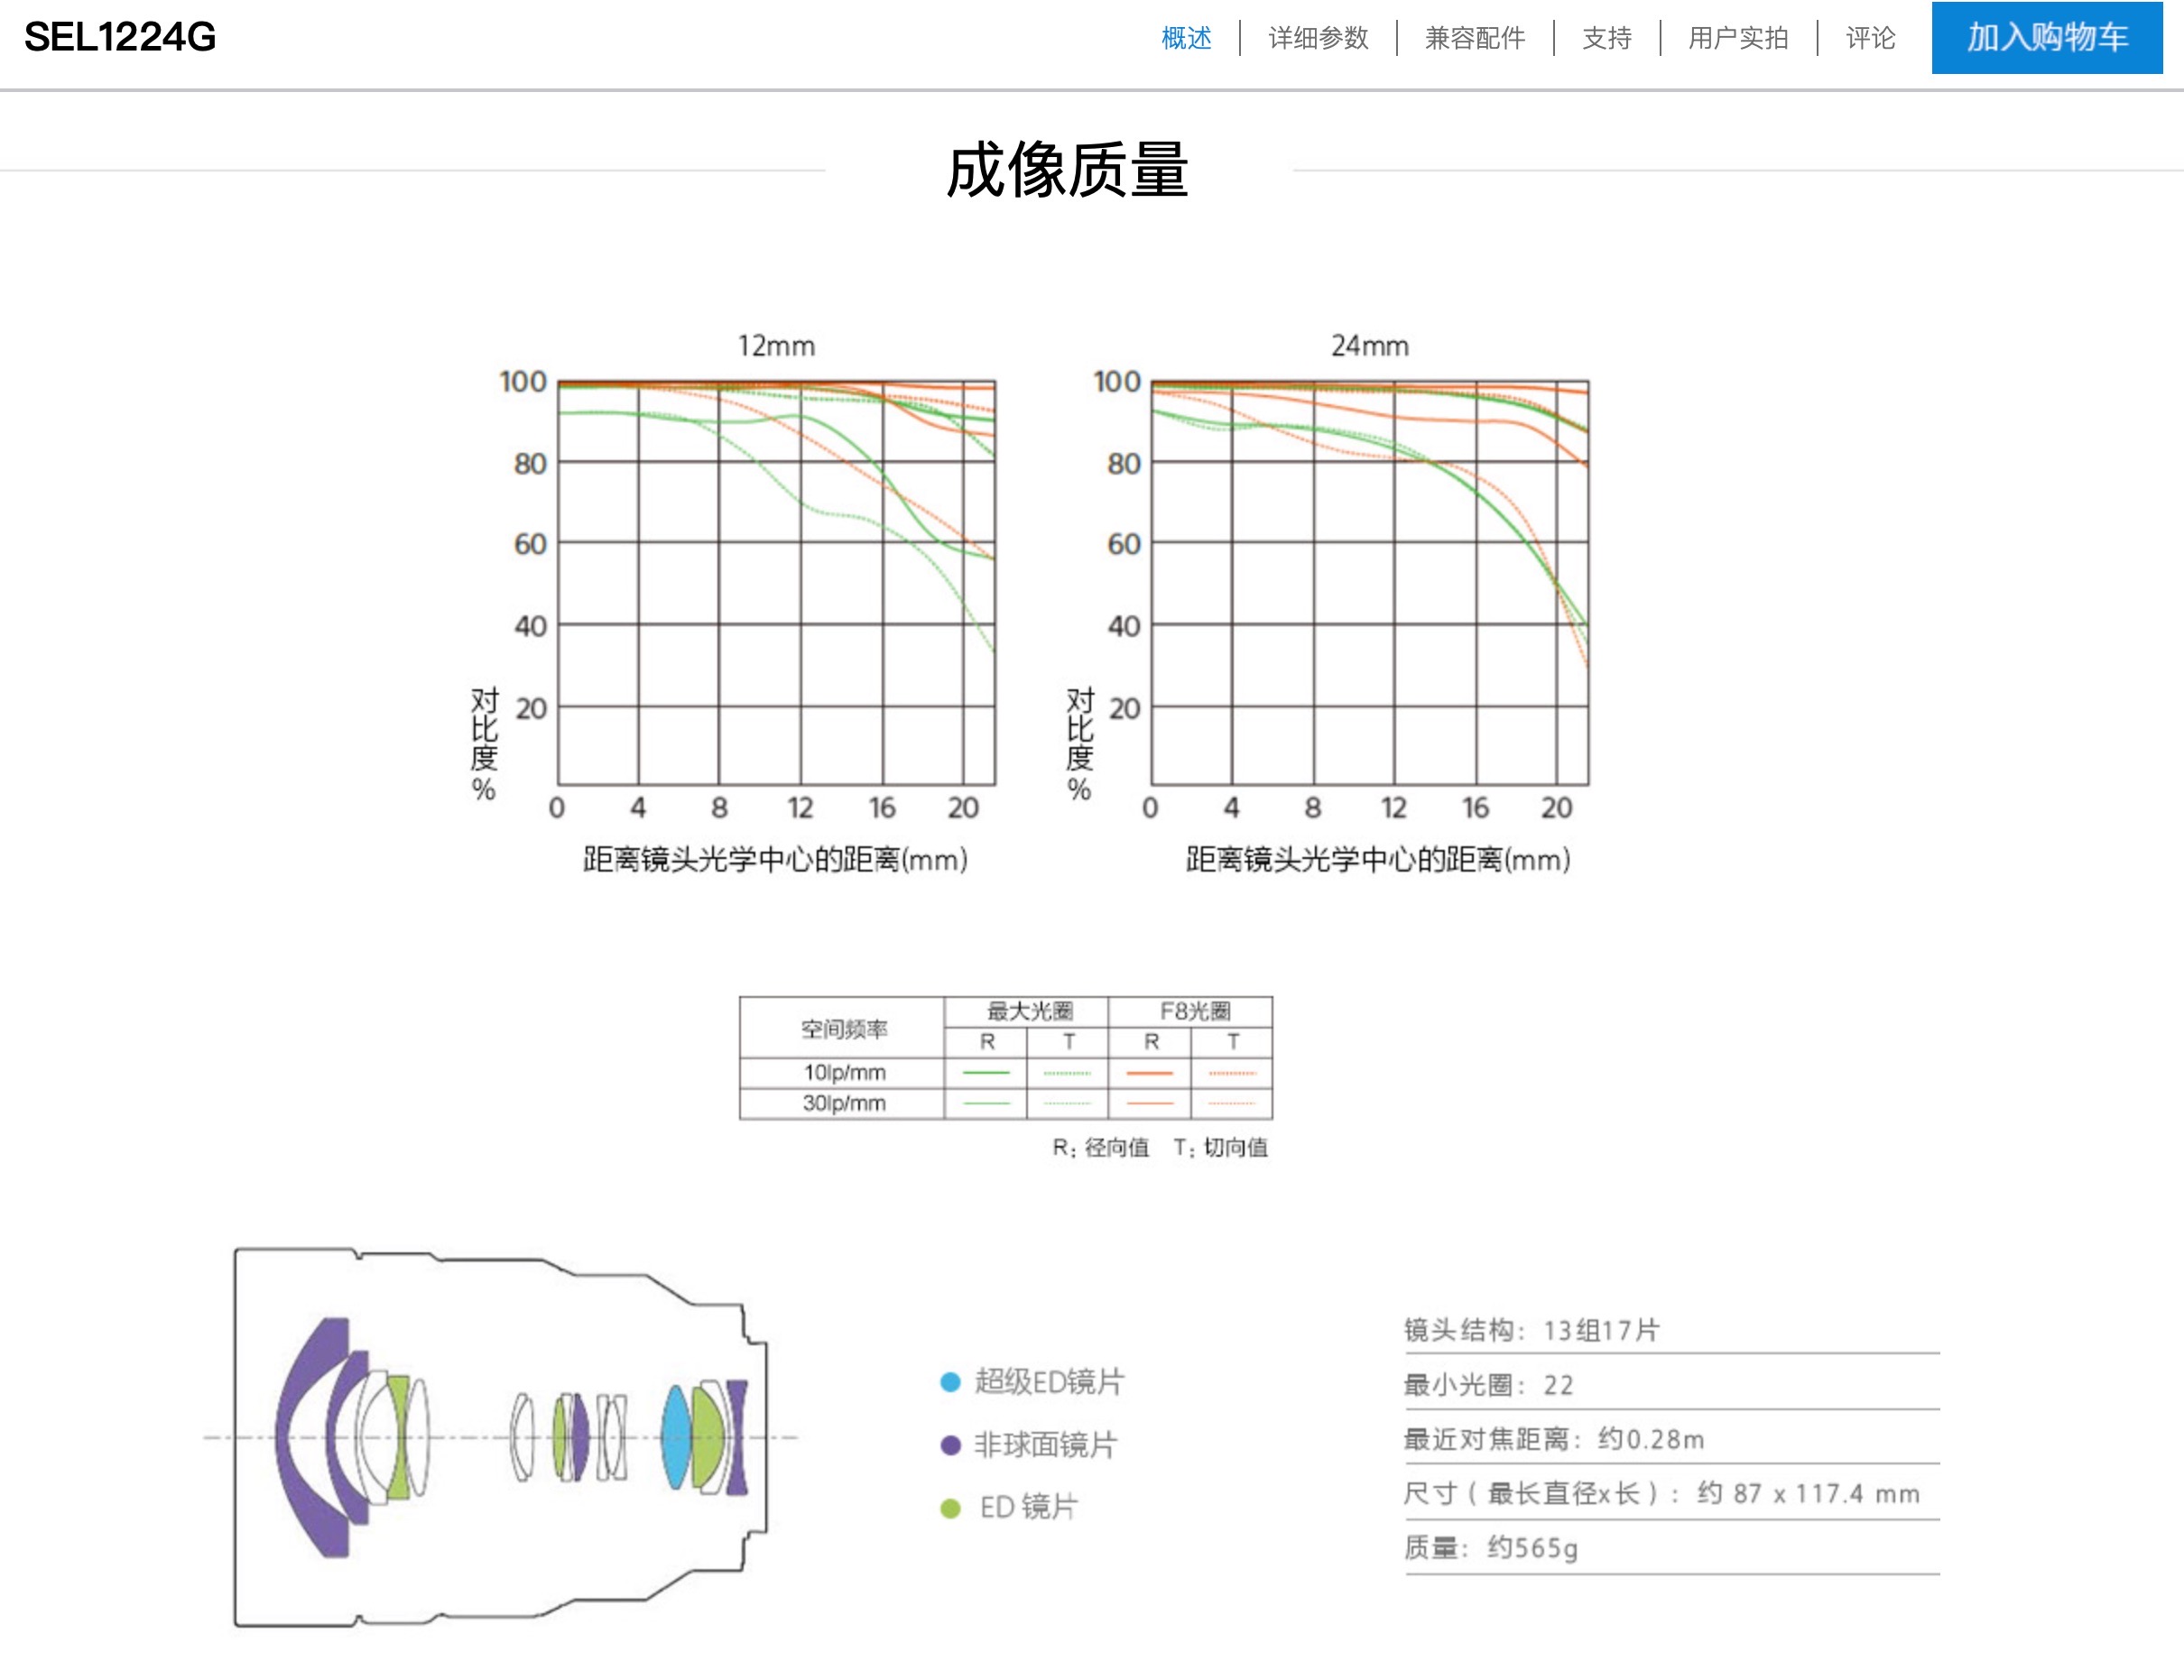 SEL1224G
概述 详细参数 兼容配件 支持 用户实拍 评论 加入购物车
成像质量
12mm
100
80
60
40
20
对比度%
0 4 8 12 16 20
距离镜头光学中心的距离(mm)
24mm
100
80
60
40
20
对比度%
0 4 8 12 16 20
距离镜头光学中心的距离(mm)
空间频率 最大光圈 F8光圈
R T R T
10lp/mm
30lp/mm
R: 径向值 T: 切向值
超级ED镜片
非球面镜片
ED 镜片
镜头结构: 13组17片
最小光圈: 22
最近对焦距离: 约0.28m
尺寸 ( 最长直径x长 ) : 约 87 x 117.4 mm
质量: 约565g